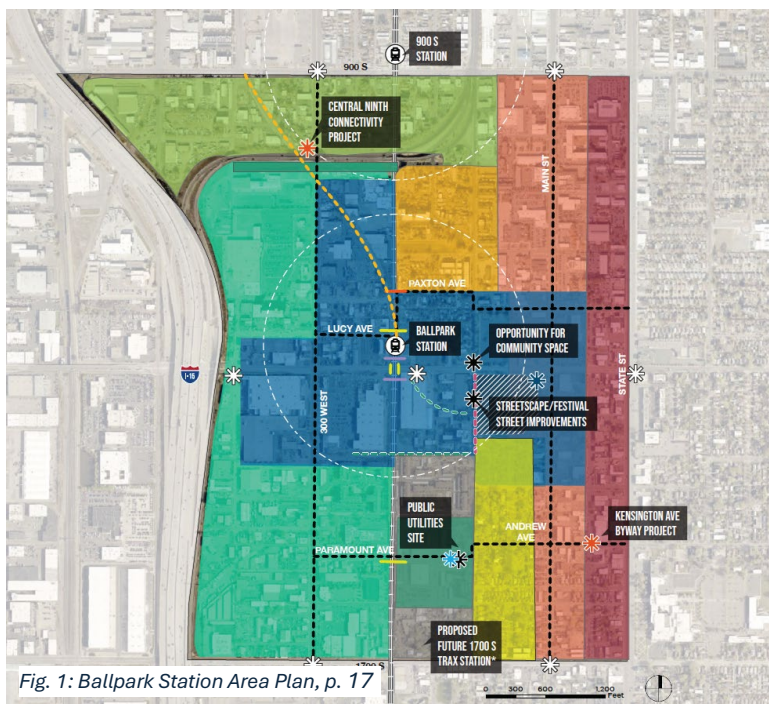 900 S
STATION
900 S
CENTRAL NINTH
CONNECTIVITY
PROJECT
MAIN ST
PAXTON AVE
LUCY AVE
BALLPARK
STATION
OPPORTUNITY FOR
COMMUNITY SPACE
STATE ST
I-15
300 WEST
STREETSCAPE/FESTIVAL
STREET IMPROVEMENTS
PUBLIC
UTILITIES
SITE
ANDREW
AVE
KENSINGTON AVE
BYWAY PROJECT
PARAMOUNT AVE
PROPOSED
FUTURE 1700 S
TRAX STATION*
1700 S
Fig. 1: Ballpark Station Area Plan, p. 17
0 300 600 1,200
Feet